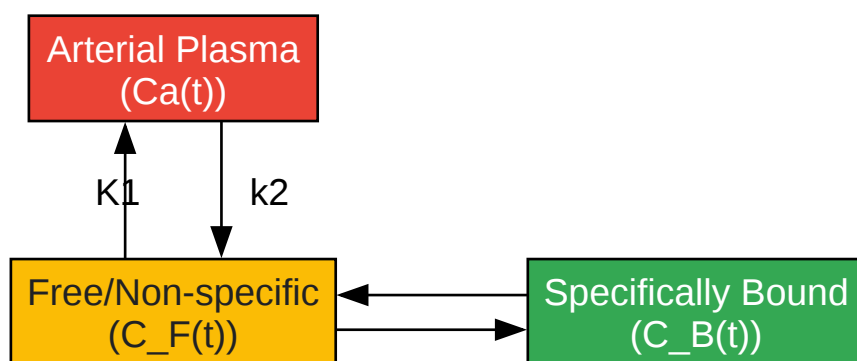 Arterial Plasma
(Ca(t))
K1
k2
Free/Non-specific
(C_F(t))
Specifically Bound
(C_B(t))